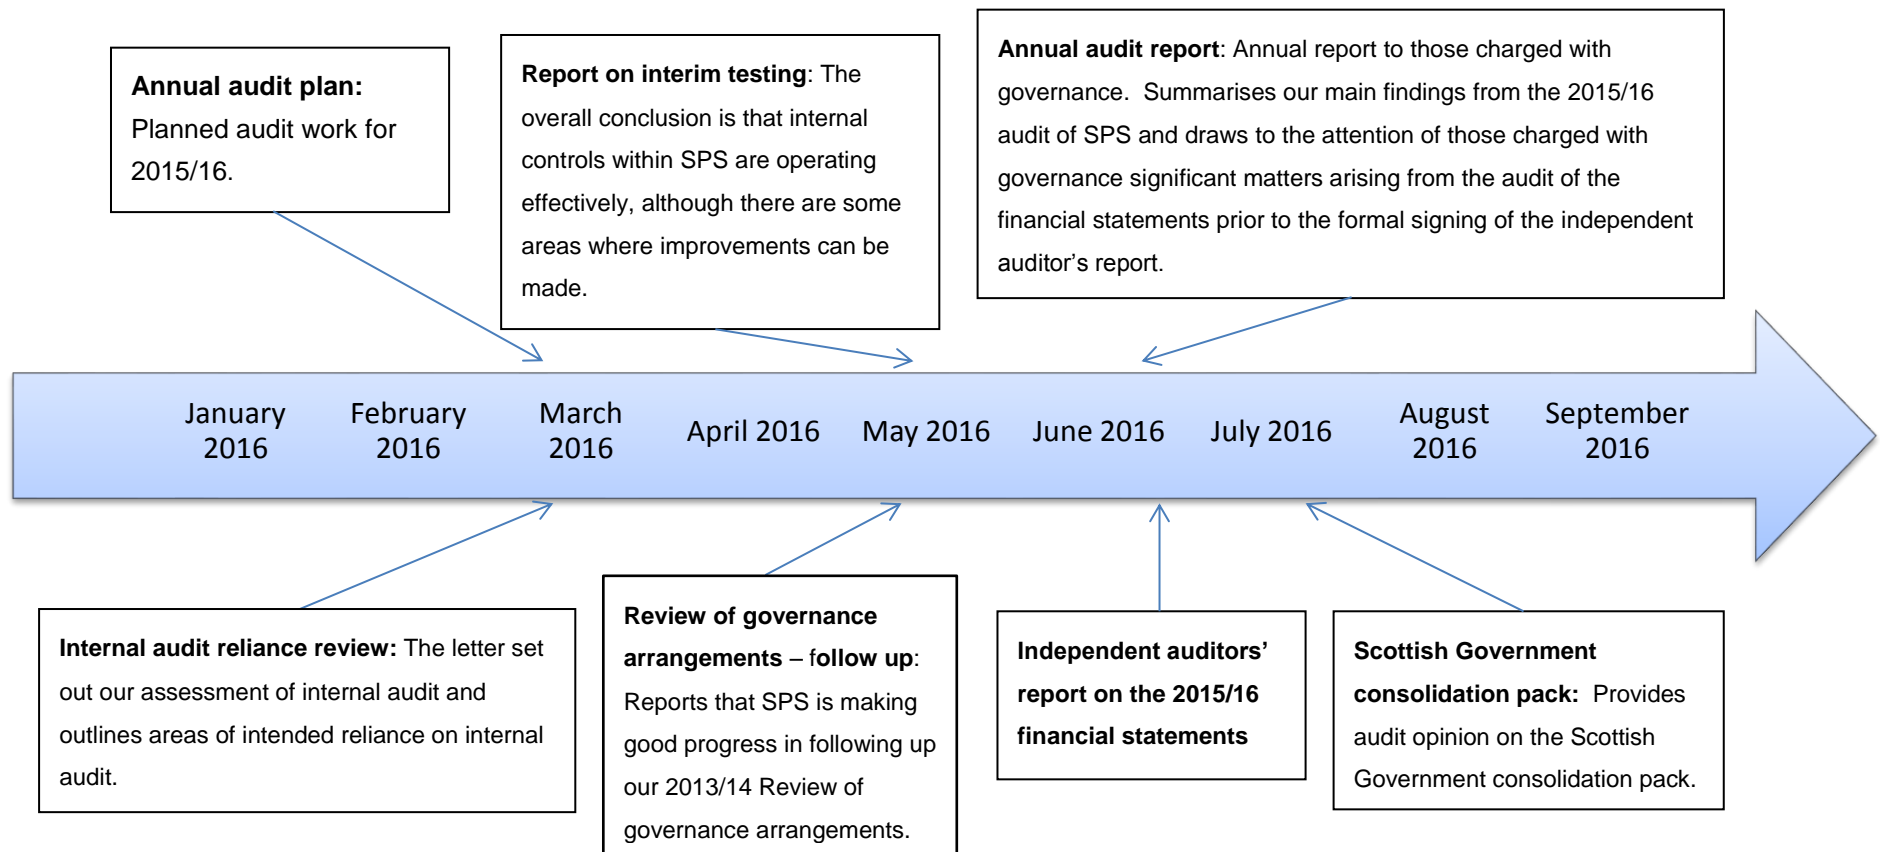 Annual audit plan:
Planned audit work for
2015/16.
Report on interim testing: The
overall conclusion is that internal
controls within SPS are operating
effectively, although there are some
areas where improvements can be
made.
Annual audit report: Annual report to those charged with
governance.  Summarises our main findings from the 2015/16
audit of SPS and draws to the attention of those charged with
governance significant matters arising from the audit of the
financial statements prior to the formal signing of the independent
auditor’s report.
January
2016
February
2016
March
2016
April 2016
May 2016
June 2016
July 2016
August
2016
September
2016
Internal audit reliance review: The letter set
out our assessment of internal audit and
outlines areas of intended reliance on internal
audit.
Review of governance
arrangements – follow up:
Reports that SPS is making
good progress in following up
our 2013/14 Review of
governance arrangements.
Independent auditors’
report on the 2015/16
financial statements
Scottish Government
consolidation pack:  Provides
audit opinion on the Scottish
Government consolidation pack.